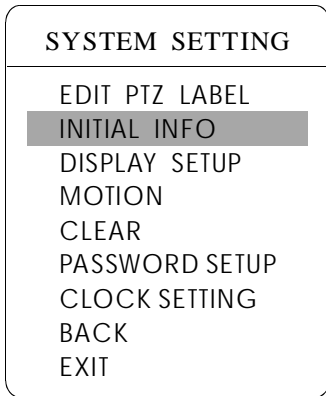 SYSTEM SETTING
EDIT PTZ LABEL
INITIAL INFO
DISPLAY SETUP
MOTION
CLEAR
PASSWORD SETUP
CLOCK SETTING
BACK
EXIT